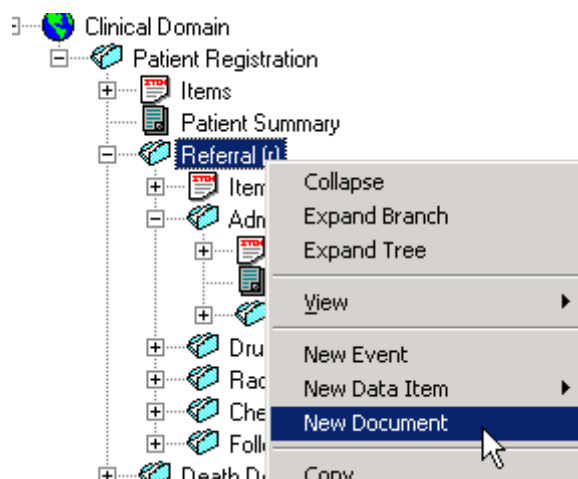 Clinical Domain
Patient Registration
Items
Patient Summary
Referral (r)
Collapse
Expand Branch
Expand Tree
View
New Event
New Data Item
New Document
Copy